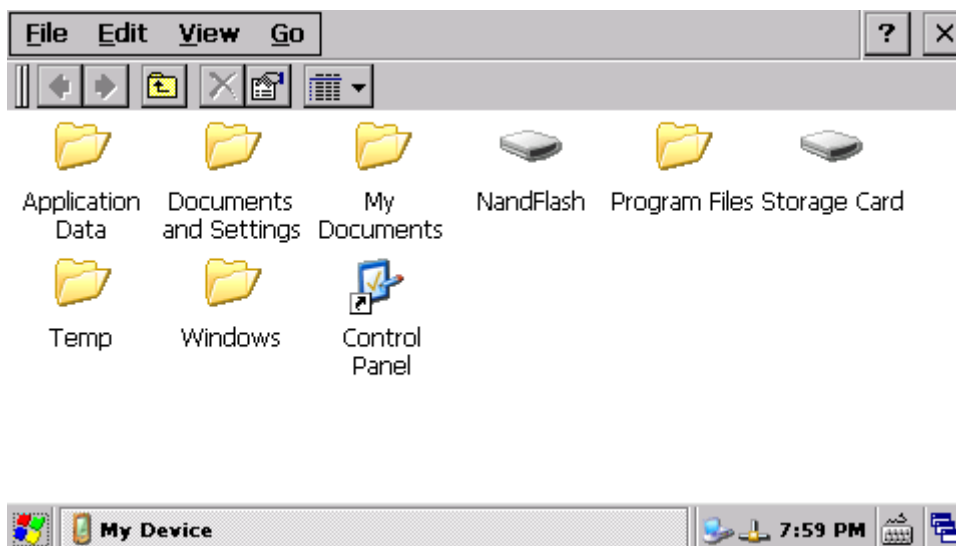 File Edit View Go ?
Application Data
Documents and Settings
My Documents
NandFlash
Program Files
Storage Card
Temp
Windows
Control Panel
My Device
7:59 PM